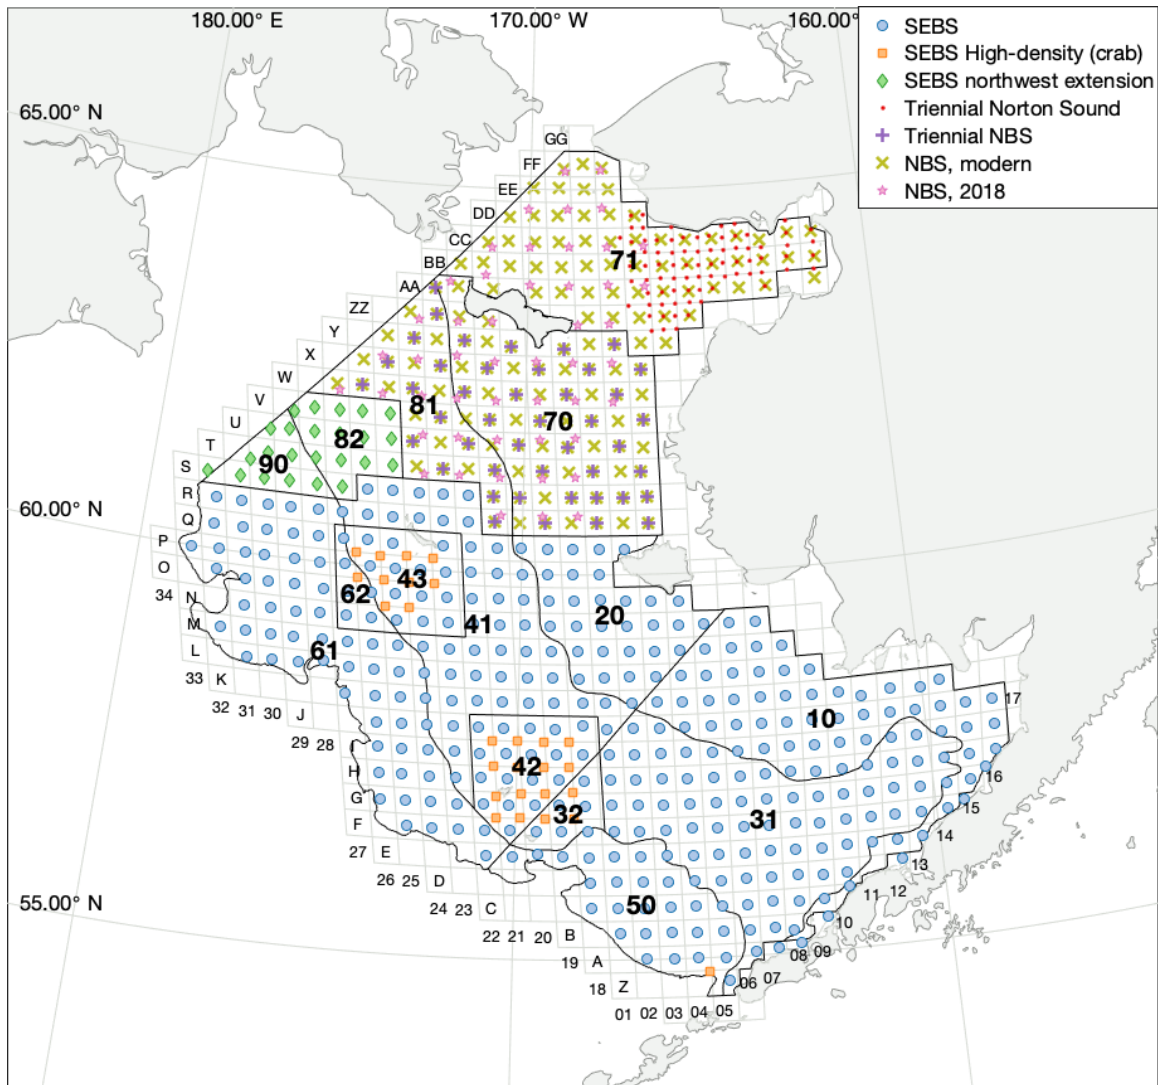 180.00° E
170.00° W
160.00°
SEBS
SEBS High-density (crab)
SEBS northwest extension
Triennial Norton Sound
Triennial NBS
NBS, modern
NBS, 2018
65.00° N
GG
FF
EE
DD
CC
BB
71
AA
ZZ
Y
X
W
81
V
70
U
82
T
90
S
R
60.00° N
Q
P
O
43
34
N
62
20
M
41
L
61
33
K
17
32
31
30
J
10
29
28
I
42
H
16
G
15
32
31
F
14
27
E
13
26
25
D
12
11
55.00° N
50
24
23
C
10
22
21
20
B
09
08
19
A
07
06
18
Z
01
02
03
04
05